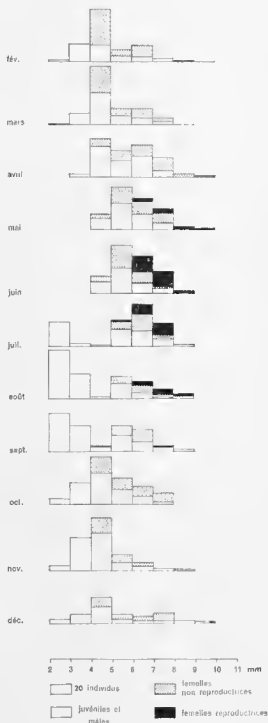 fév.
mars
avril
mai
juin
juil.
août
sept.
oct.
nov.
déc.
2 3 4 5 6 7 8 9 10 11 mm
20 individus
femelles non reproductrices
juvéniles et mâles
femelles reproductrices